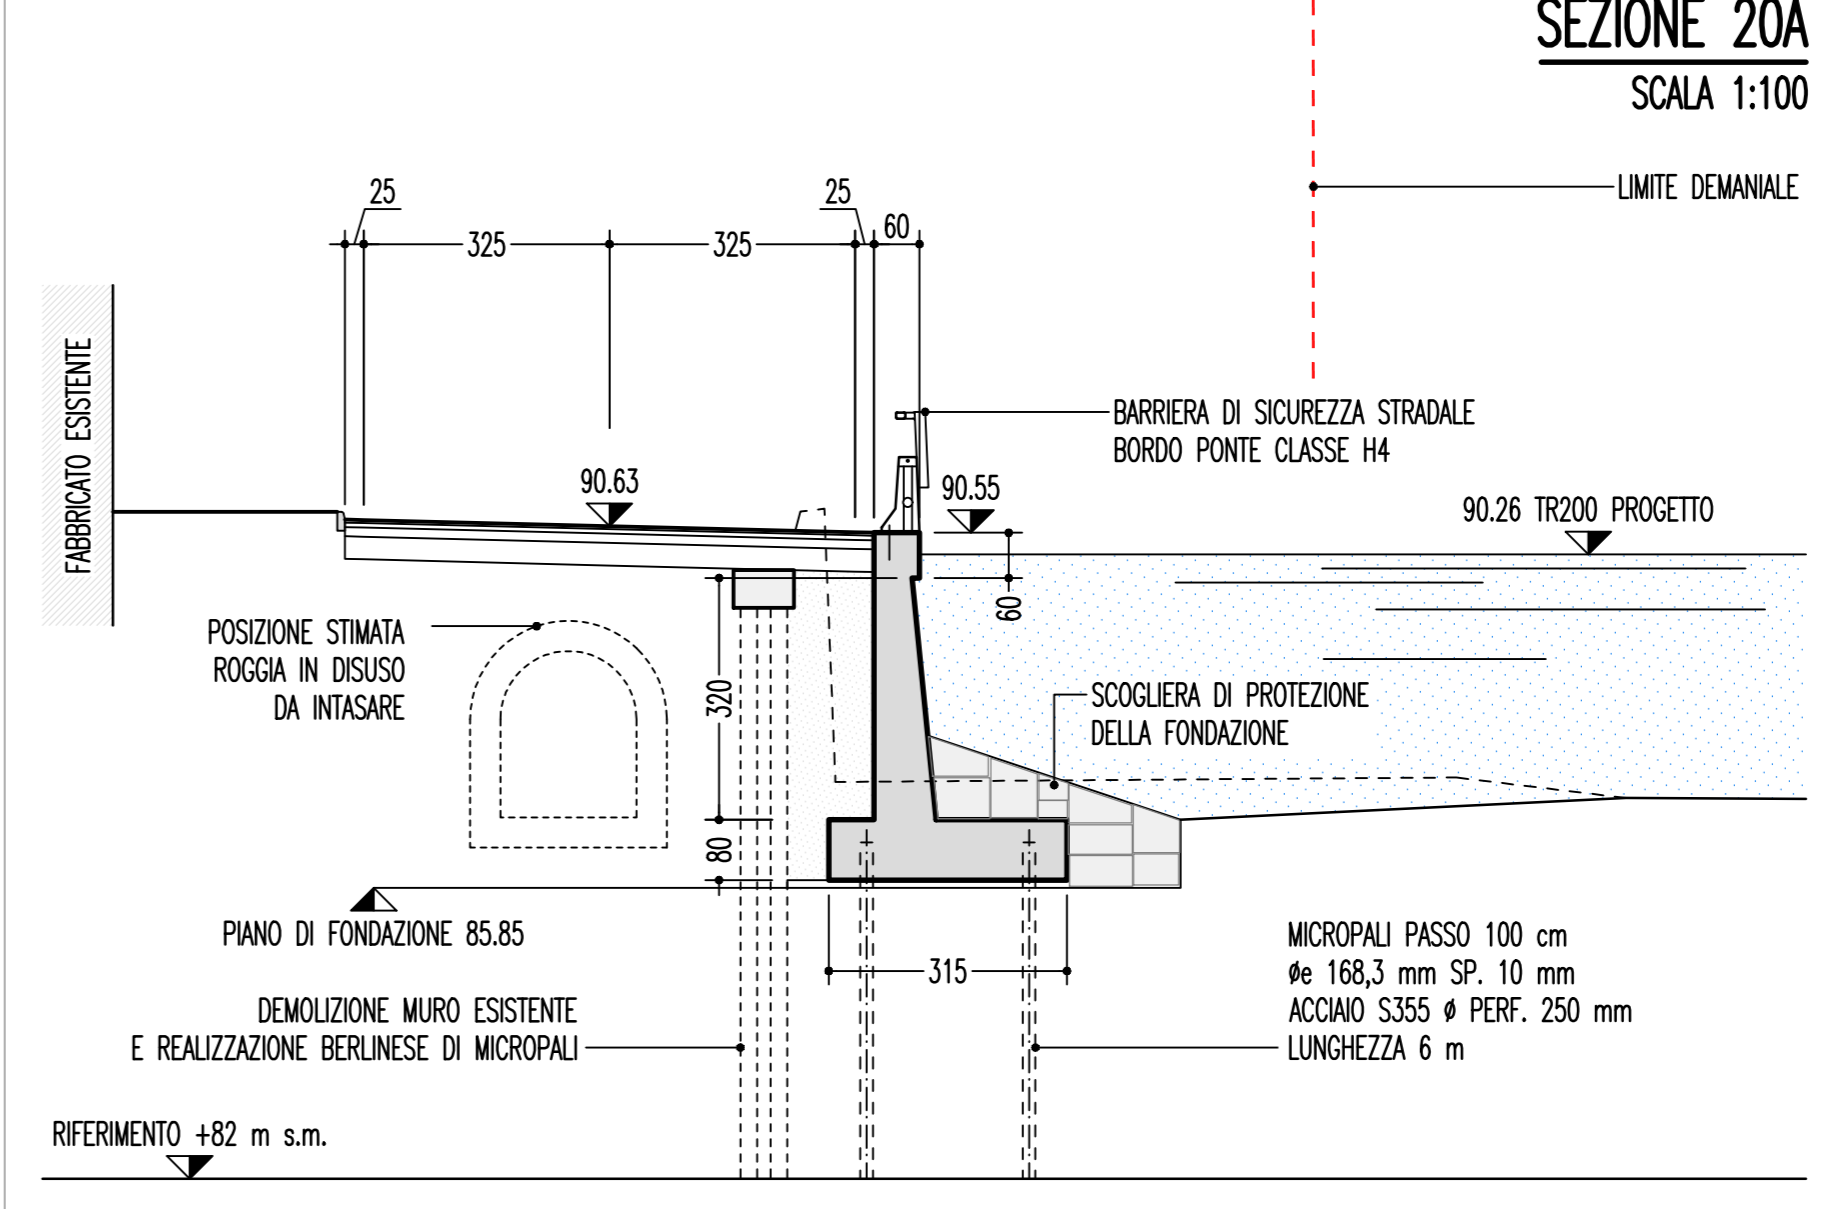 SEZIONE 20A
SCALA 1:100
LIMITE DEMANIALE
25
325
325
25
60
FABBRICATO ESISTENTE
BARRIERA DI SICUREZZA STRADALE
BORDO PONTE CLASSE H4
90.63
90.55
90.26 TR200 PROGETTO
60
POSIZIONE STIMATA
ROGGIA IN DISUSO
DA INTASARE
320
SCOGLIERA DI PROTEZIONE
DELLA FONDAZIONE
80
PIANO DI FONDAZIONE 85.85
315
MICROPALI PASSO 100 cm
øe 168,3 mm SP. 10 mm
ACCIAIO S355 ø PERF. 250 mm
LUNGHEZZA 6 m
DEMOLIZIONE MURO ESISTENTE
E REALIZZAZIONE BERLINESE DI MICROPALI
RIFERIMENTO +82 m s.m.